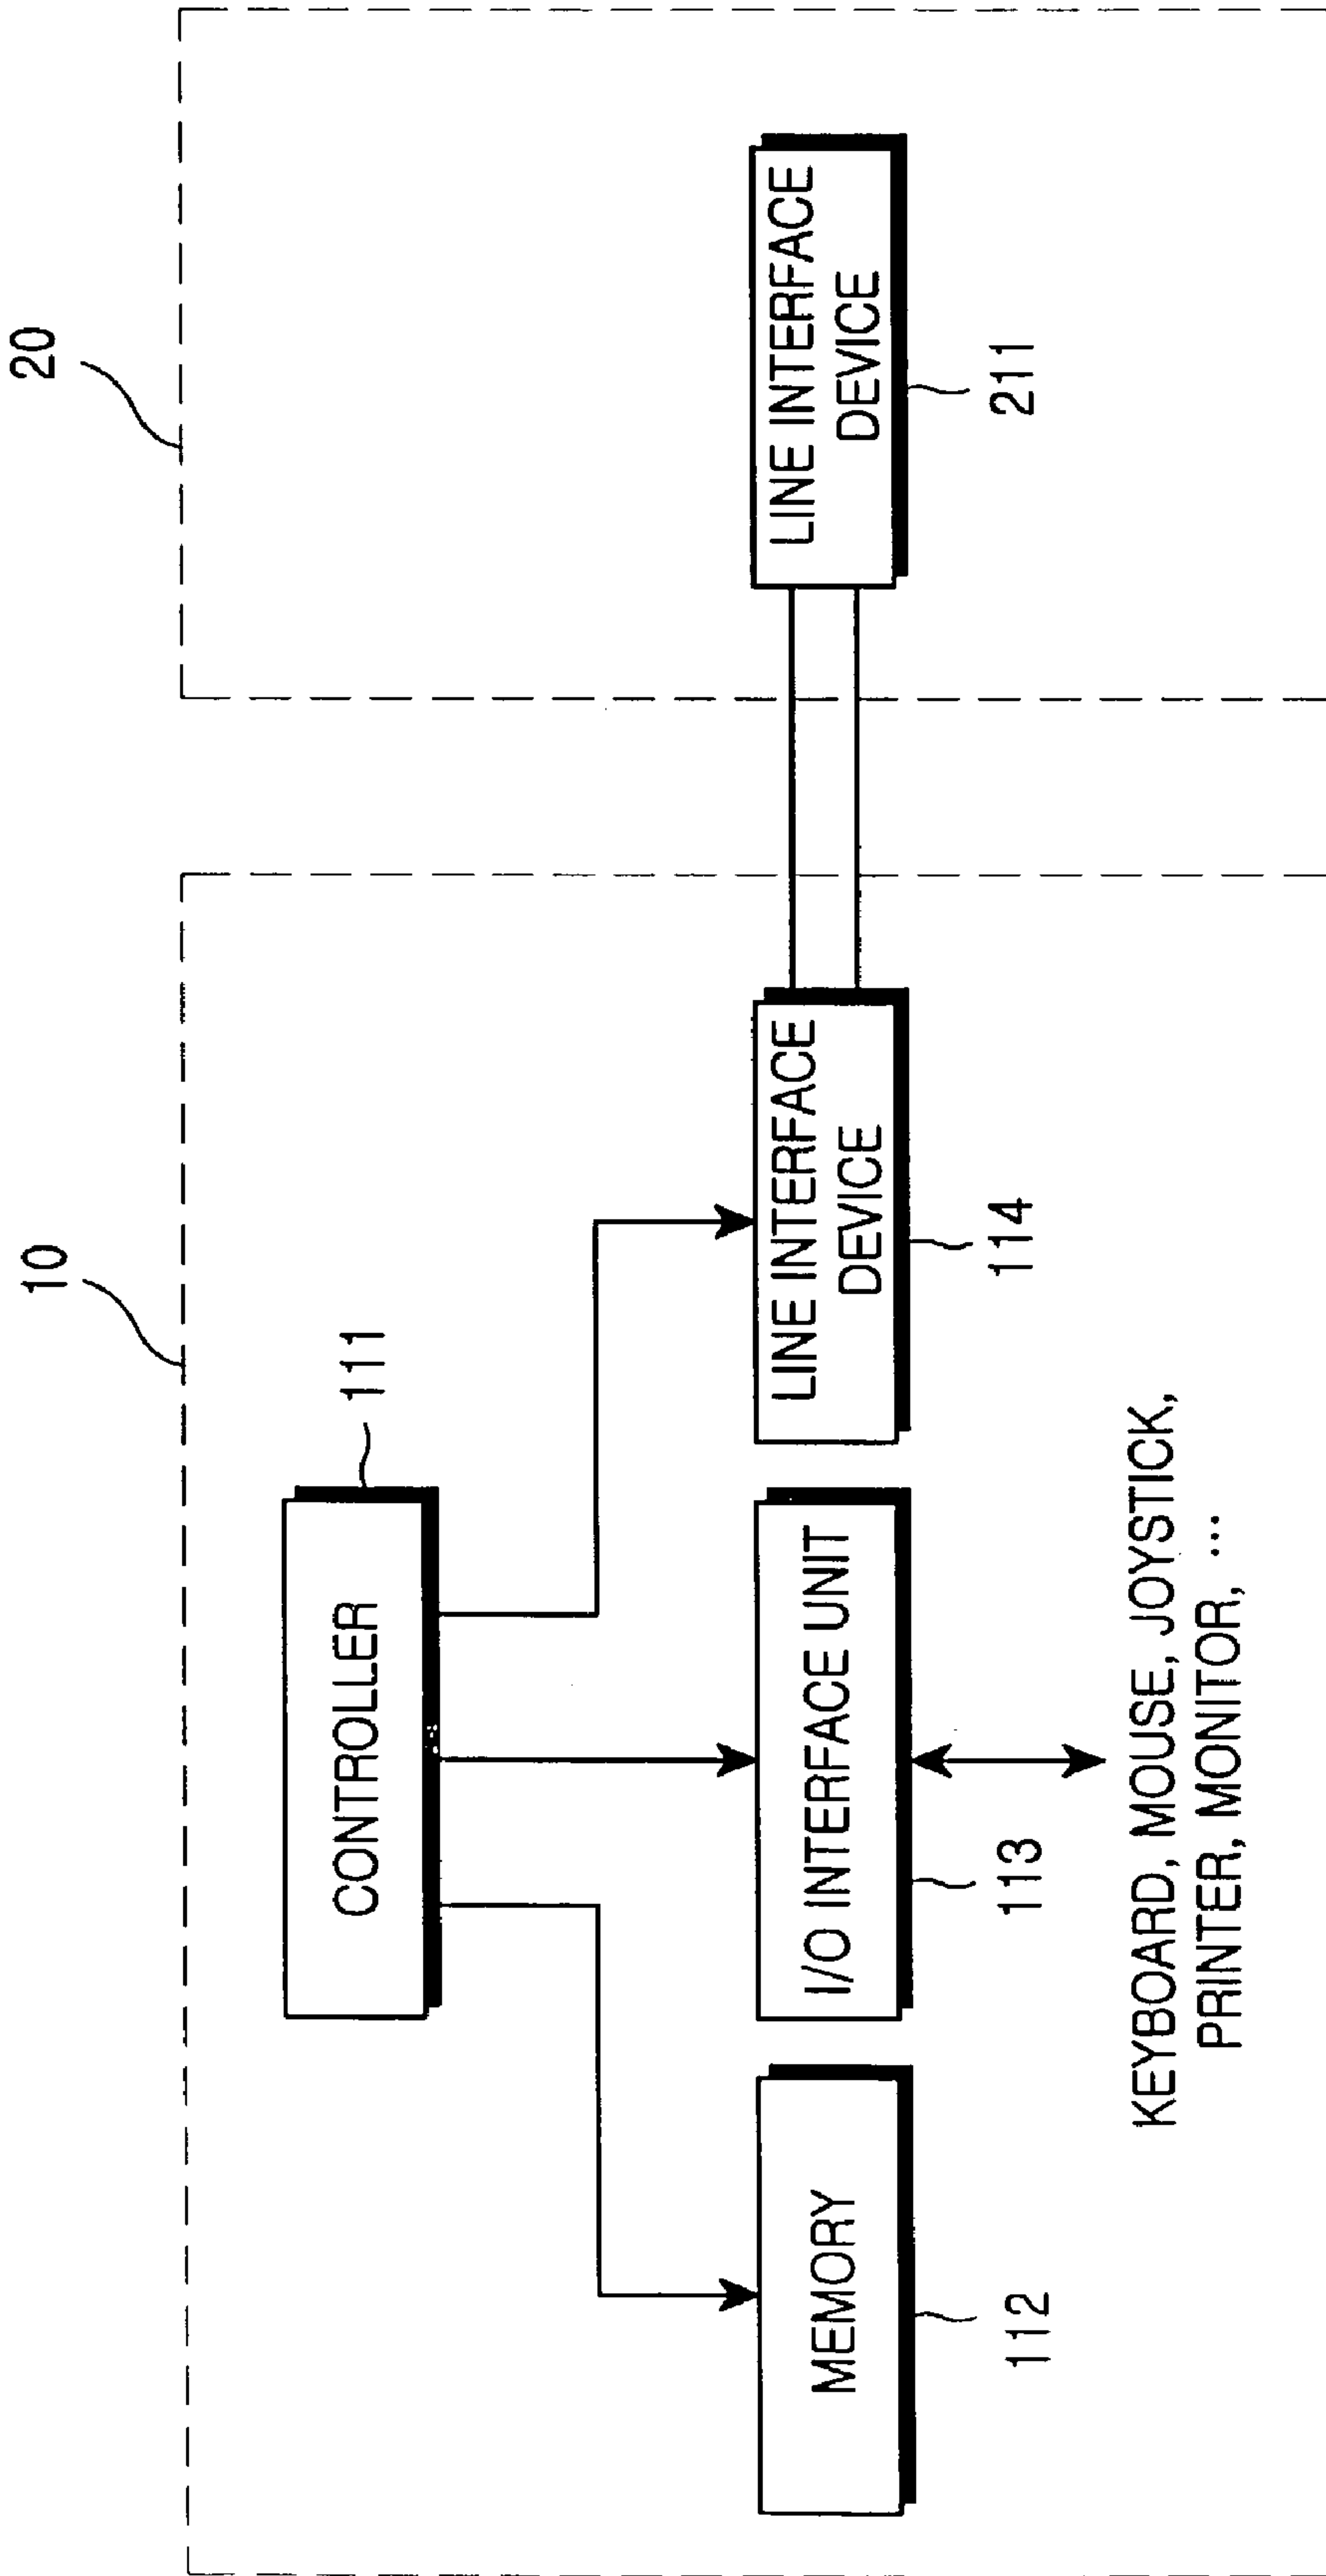 10
20
CONTROLLER
111
MEMORY
112
I/O INTERFACE UNIT
113
LINE INTERFACE
DEVICE
114
LINE INTERFACE
DEVICE
211
KEYBOARD, MOUSE, JOYSTICK,
PRINTER, MONITOR, ...